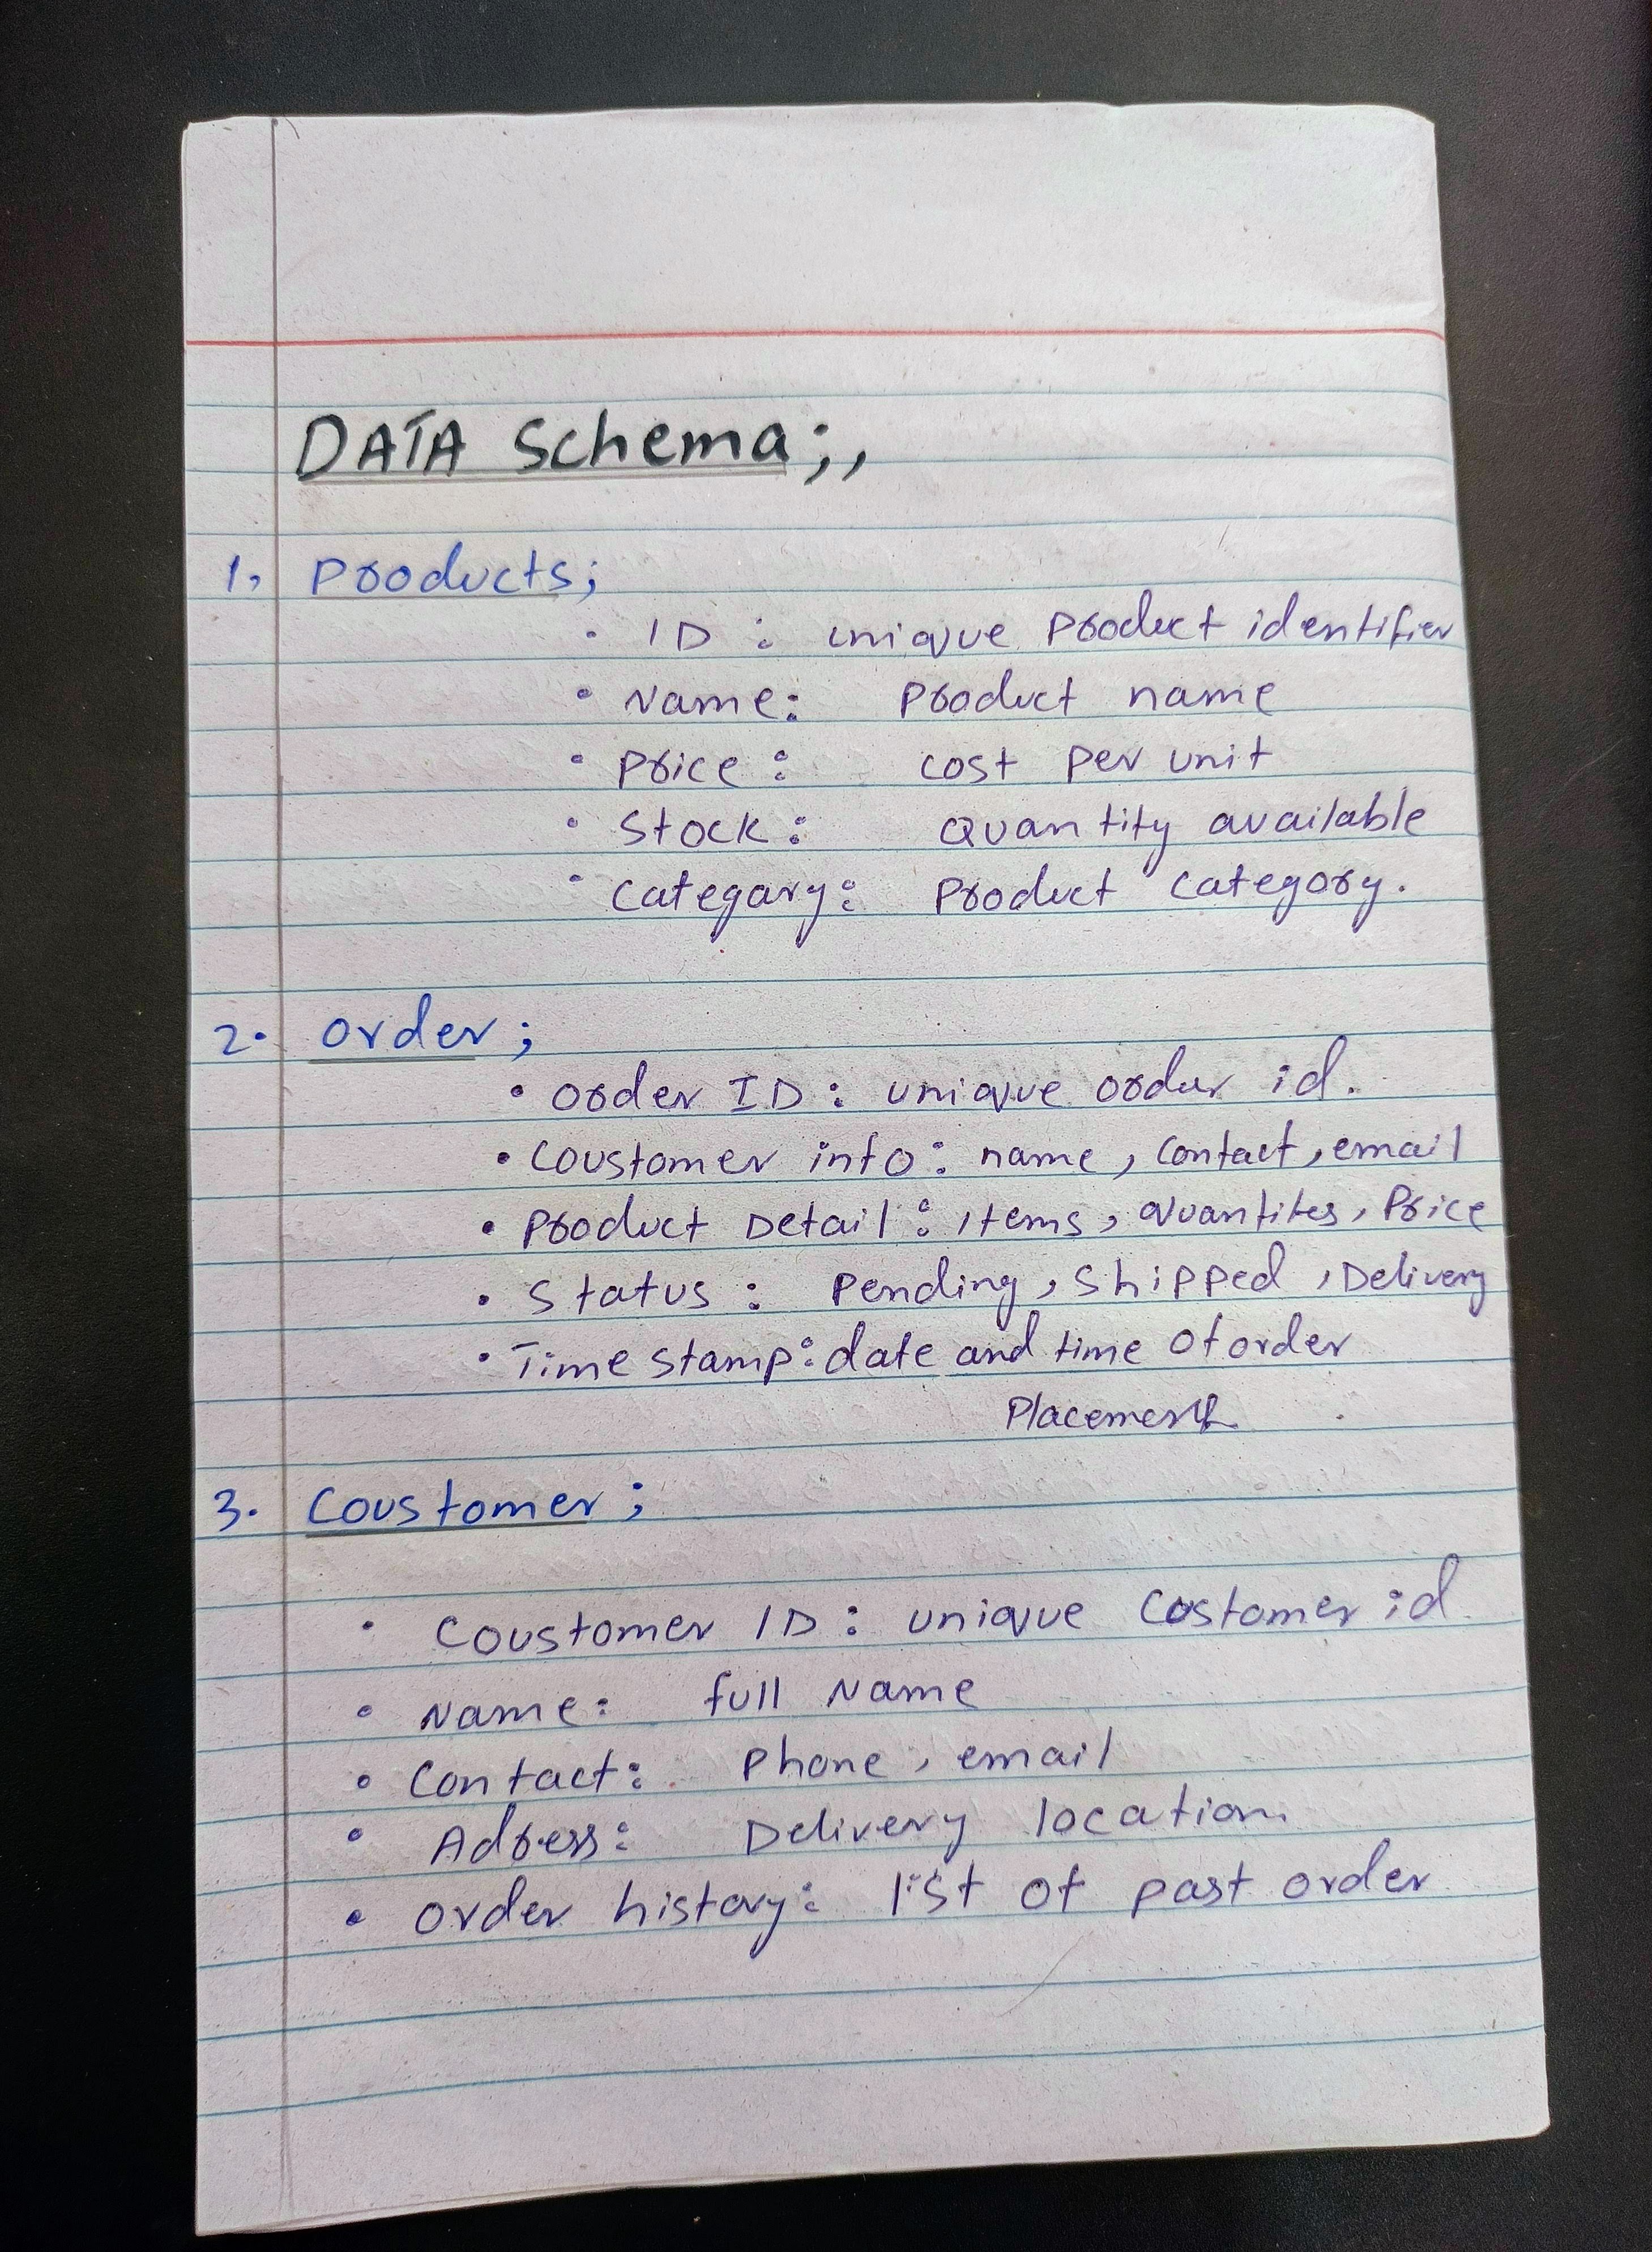 DATA Schema;,
1, Products;
• ID : unique Product identifier
• Name: Product name
• Price : cost per unit
• Stock : Quantity available
• Categary: Product Category.
2. order ;
• Order ID : unique order id.
• Coustomer info : name, Contact, email
• Product Detail : Items, Quantites, Price
• Status : Pending, Shipped, Delivery
• Time stamp: date and time of order
Placement
3. Coustomer ;
• Coustomer ID : unique Costomer id
• Name: full Name
• Contact: Phone, email
• Adress: Delivery location
• order history: list of past order